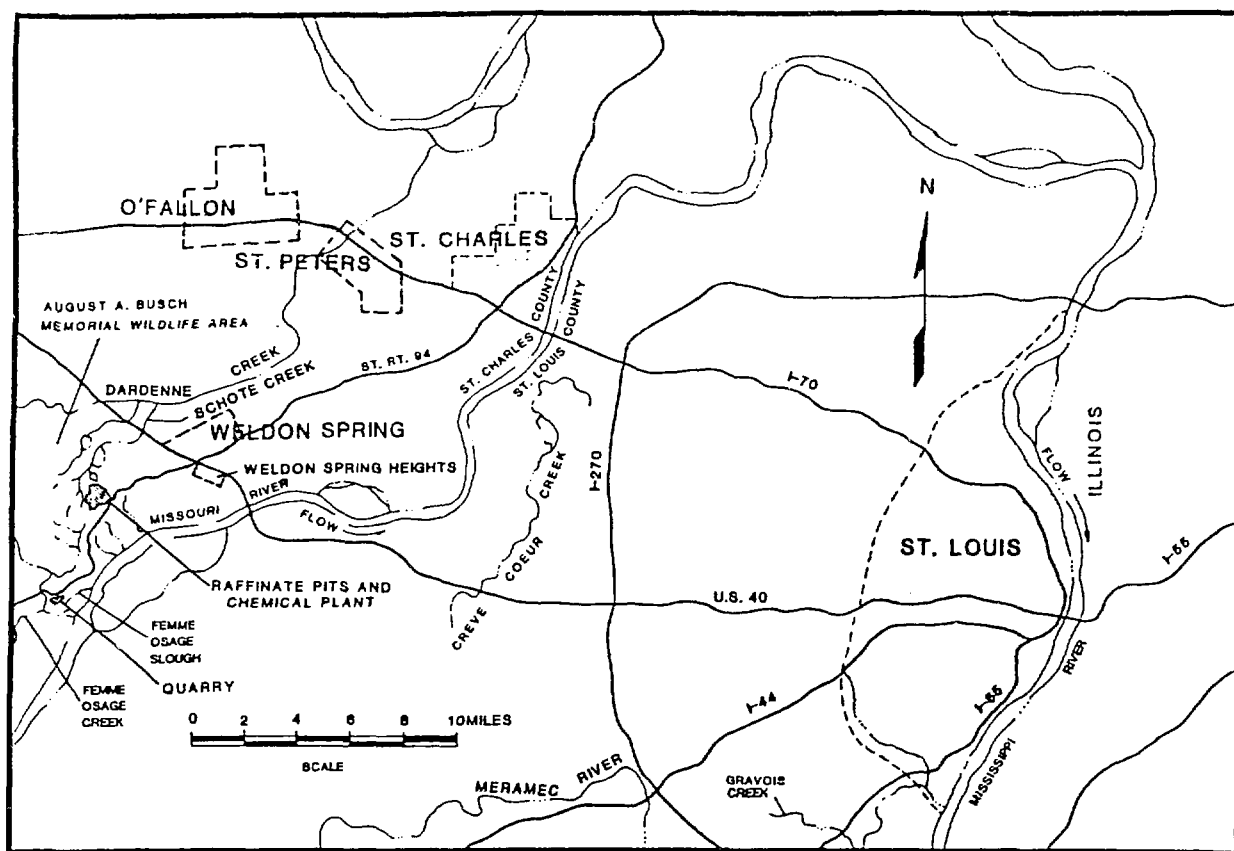 N
O'FALLON
ST. CHARLES
ST. PETERS
AUGUST A. BUSCH
MEMORIAL WILDLIFE AREA
ST. CHARLES COUNTY
ST. LOUIS COUNTY
DARDENNE CREEK
SCHOTE CREEK
ST. RT. 94
I-70
WELDON SPRING
WELDON SPRING HEIGHTS
I-270
CREVE COEUR CREEK
FLOW
ILLINOIS
MISSOURI RIVER
FLOW
ST. LOUIS
I-55
RAFFINATE PITS AND
CHEMICAL PLANT
U.S. 40
FEMME
OSAGE
SLOUGH
QUARRY
FEMME
OSAGE
CREEK
I-44
I-55
MISSISSIPPI RIVER
0 2 4 6 8 10 MILES
SCALE
MERAMEC RIVER
GRAVOIS
CREEK